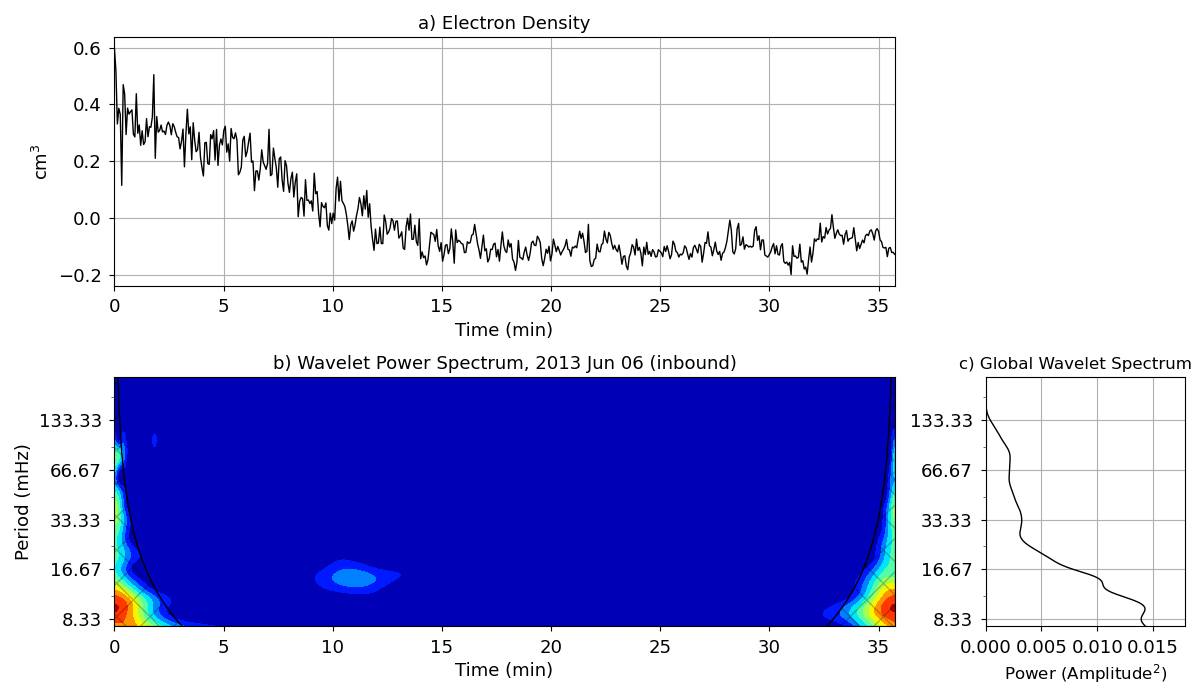 a) Electron Density
cm³
0.6
0.4
0.2
0.0
−0.2
0 5 10 15 20 25 30 35
Time (min)
b) Wavelet Power Spectrum, 2013 Jun 06 (inbound)
Period (mHz)
133.33
66.67
33.33
16.67
8.33
0 5 10 15 20 25 30 35
Time (min)
c) Global Wavelet Spectrum
133.33
66.67
33.33
16.67
8.33
0.000 0.005 0.010 0.015
Power (Amplitude²)